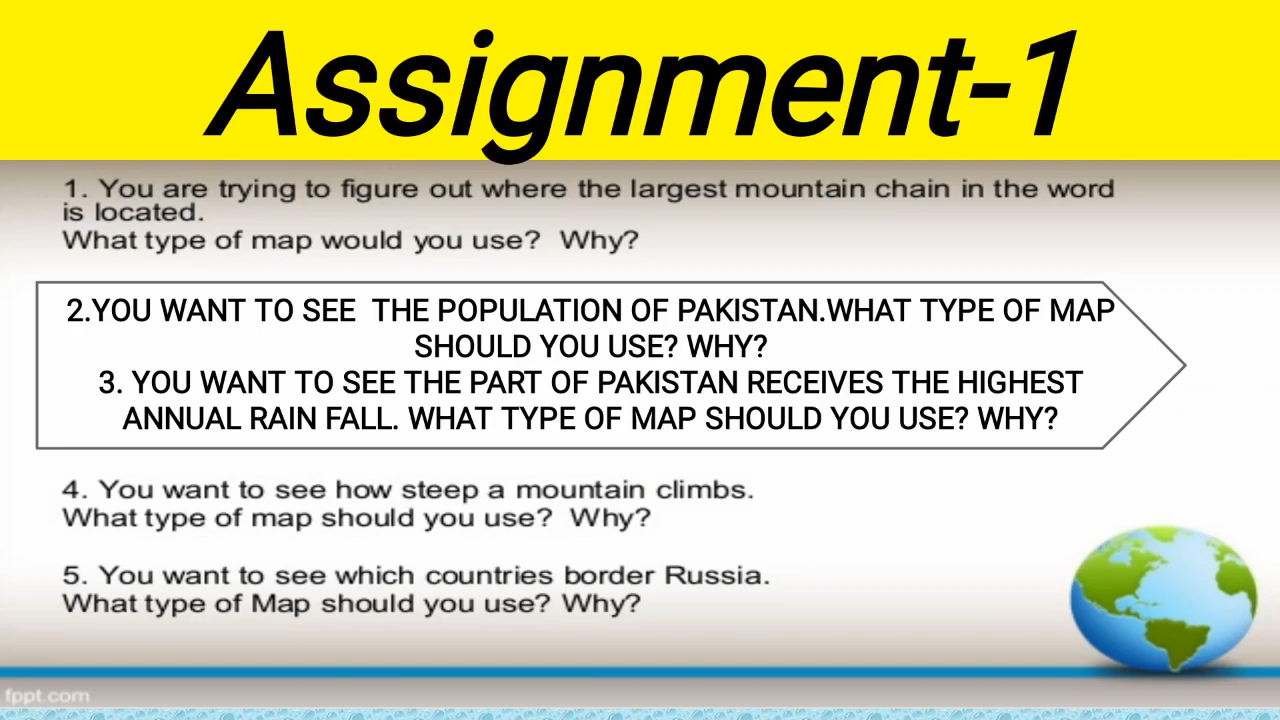 Assignment-1
1. You are trying to figure out where the largest mountain chain in the word
is located.
What type of map would you use? Why?
2.YOU WANT TO SEE THE POPULATION OF PAKISTAN.WHAT TYPE OF MAP
SHOULD YOU USE? WHY?
3. YOU WANT TO SEE THE PART OF PAKISTAN RECEIVES THE HIGHEST
ANNUAL RAIN FALL. WHAT TYPE OF MAP SHOULD YOU USE? WHY?
4. You want to see how steep a mountain climbs.
What type of map should you use? Why?
5. You want to see which countries border Russia.
What type of Map should you use? Why?
fppt.com